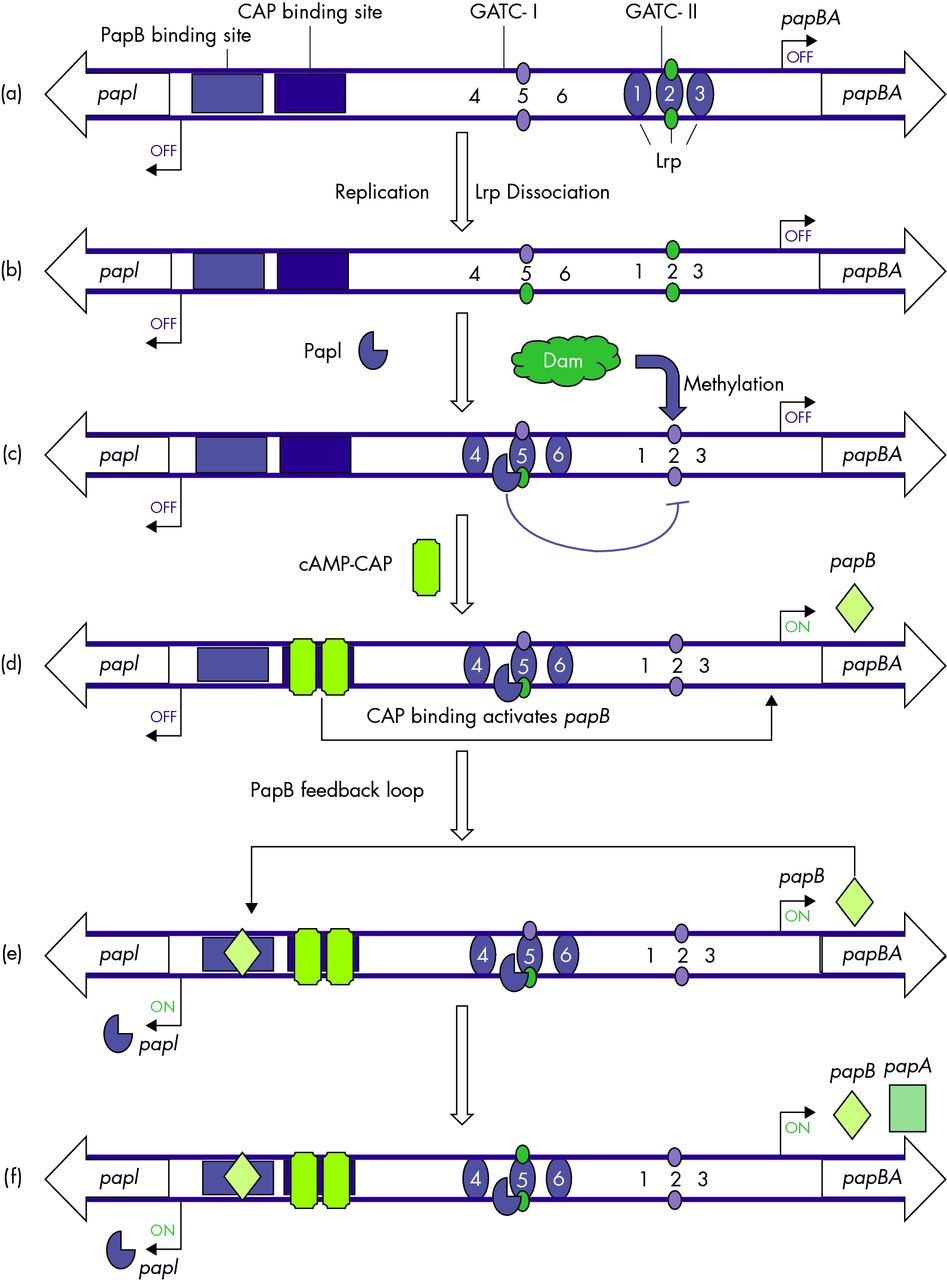 CAP binding site GATC- I GATC- II papBA
PapB binding site
OFF
(a) papI 4 5 6 1 2 3 papBA
OFF Lrp
Replication Lrp Dissociation
OFF
(b) papI 4 5 6 1 2 3 papBA
OFF
PapI Dam Methylation
OFF
(c) papI 4 5 6 1 2 3 papBA
OFF
cAMP-CAP papB
ON
(d) papI 4 5 6 1 2 3 papBA
OFF CAP binding activates papB
PapB feedback loop
papB
ON
(e) papI 4 5 6 1 2 3 papBA
ON
papI
papB papA
ON
(f) papI 4 5 6 1 2 3 papBA
ON
papI